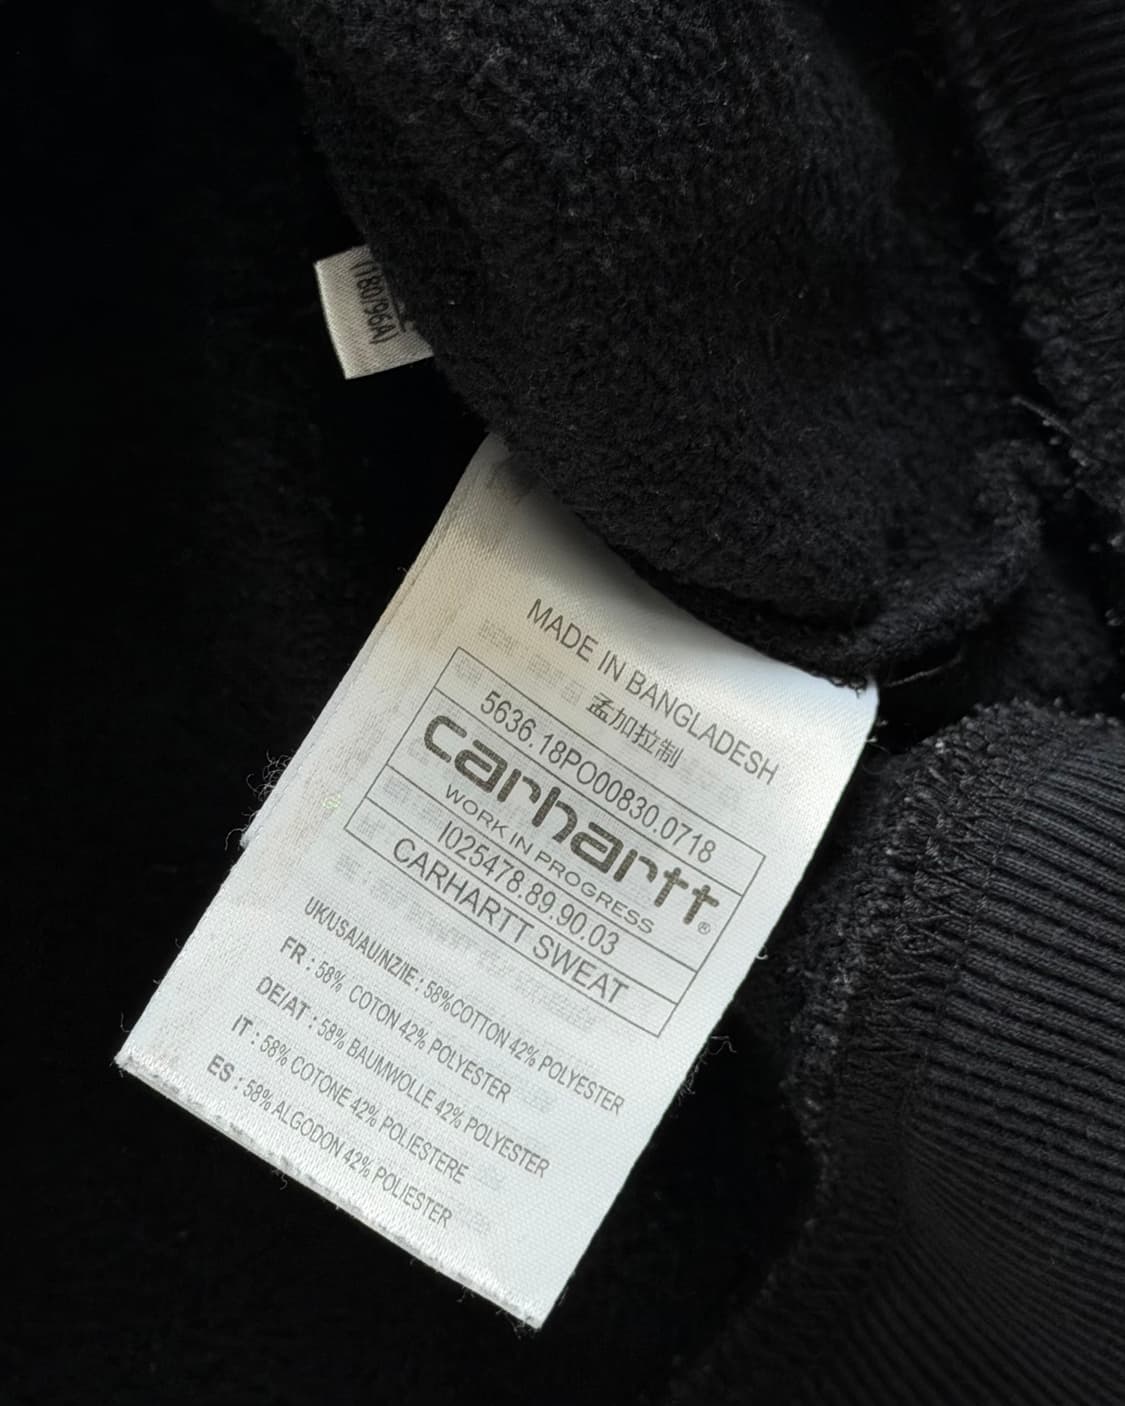 (180/96A)
MADE IN BANGLADESH
孟加拉制
5636.18PO000830.0718
carhartt®
WORK IN PROGRESS
I025478.89.90.03
CARHARTT SWEAT
UK/USA/AU/NZ/IE : 58%COTTON 42% POLYESTER
FR : 58% COTON 42% POLYESTER
DE/AT : 58% BAUMWOLLE 42% POLYESTER
IT : 58% COTONE 42% POLIESTERE
ES : 58% ALGODON 42% POLIESTER